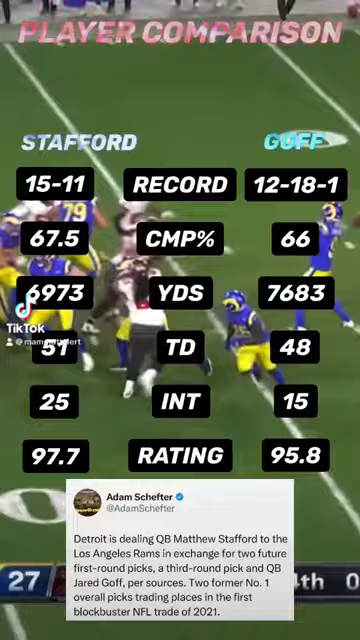 PLAYER COMPARISON
STAFFORD GOFF
15-11 RECORD 12-18-1
79
67.5 CMP% 66
6973 YDS 7683
TikTok
51 TD 48
25 INT 15
97.7 RATING 95.8
Adam Schefter
@AdamSchefter
Detroit is dealing QB Matthew Stafford to the
Los Angeles Rams in exchange for two future
first-round picks, a third-round pick and QB
Jared Goff, per sources. Two former No. 1
overall picks trading places in the first
blockbuster NFL trade of 2021.
27 4th 0